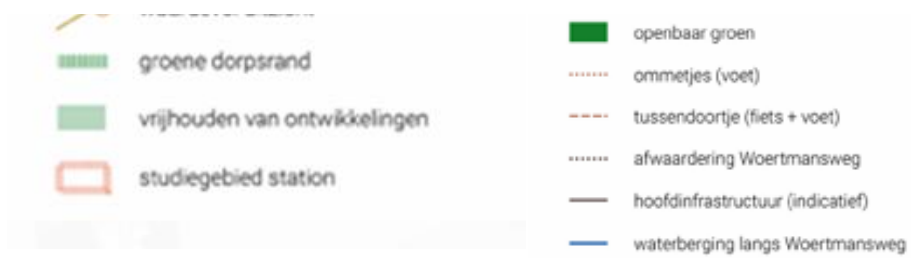 groene dorpsrand
vrijhouden van ontwikkelingen
studiegebied station
openbaar groen
ommetjes (voet)
tussendoortje (fiets + voet)
afwaardering Woertmansweg
hoofdinfrastructuur (indicatief)
waterberging langs Woertmansweg